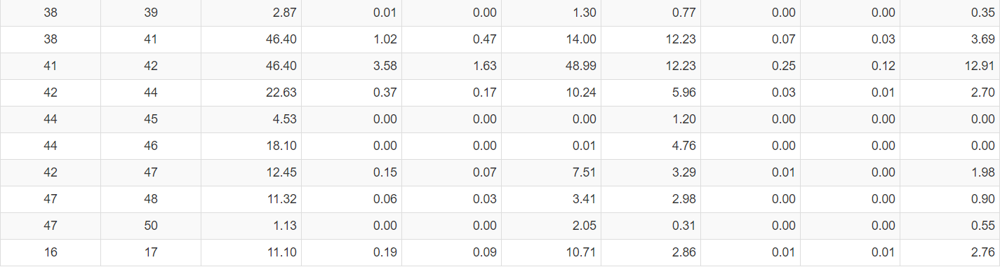 38 39 2.87 0.01 0.00 1.30 0.77 0.00 0.00 0.35
38 41 46.40 1.02 0.47 14.00 12.23 0.07 0.03 3.69
41 42 46.40 3.58 1.63 48.99 12.23 0.25 0.12 12.91
42 44 22.63 0.37 0.17 10.24 5.96 0.03 0.01 2.70
44 45 4.53 0.00 0.00 0.00 1.20 0.00 0.00 0.00
44 46 18.10 0.00 0.00 0.01 4.76 0.00 0.00 0.00
42 47 12.45 0.15 0.07 7.51 3.29 0.01 0.00 1.98
47 48 11.32 0.06 0.03 3.41 2.98 0.00 0.00 0.90
47 50 1.13 0.00 0.00 2.05 0.31 0.00 0.00 0.55
16 17 11.10 0.19 0.09 10.71 2.86 0.01 0.01 2.76